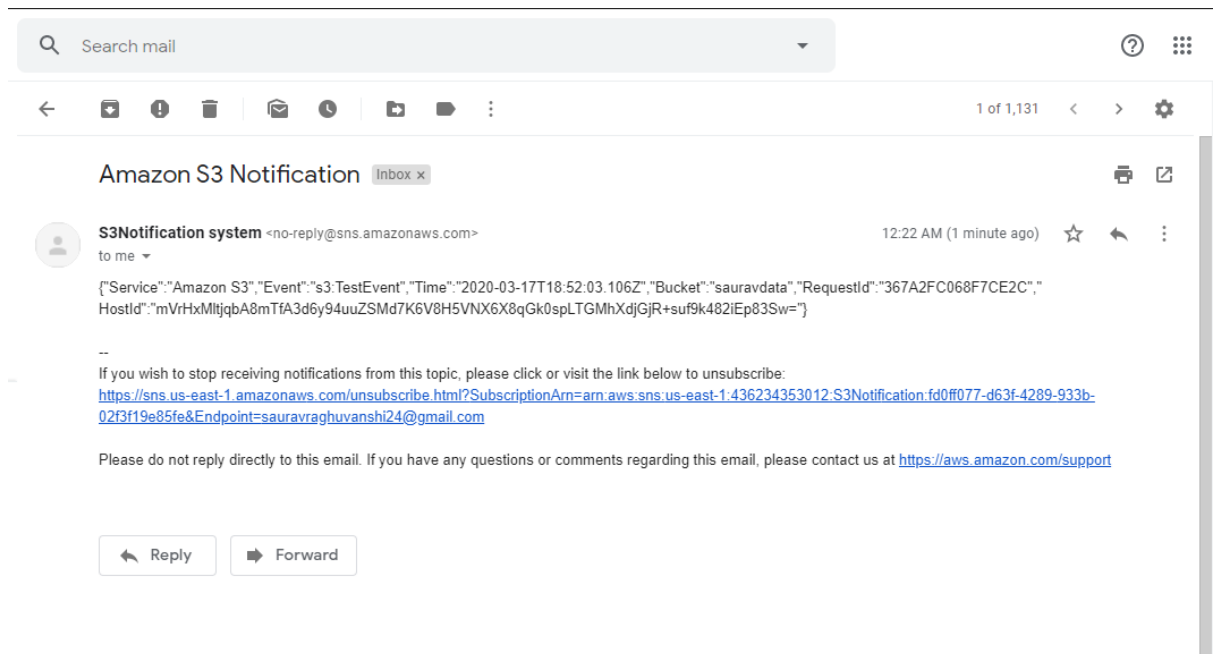 Search mail
1 of 1,131
Amazon S3 Notification Inbox x
S3Notification system <no-reply@sns.amazonaws.com> 12:22 AM (1 minute ago)
to me
{"Service":"Amazon S3","Event":"s3:TestEvent","Time":"2020-03-17T18:52:03.106Z","Bucket":"sauravdata","RequestId":"367A2FC068F7CE2C","
HostId":"mVrHxMltjqbA8mTfA3d6y94uuZSMd7K6V8H5VNX6X8qGk0spLTGMhXdjGjR+suf9k482iEp83Sw="}
--
If you wish to stop receiving notifications from this topic, please click or visit the link below to unsubscribe:
https://sns.us-east-1.amazonaws.com/unsubscribe.html?SubscriptionArn=arn:aws:sns:us-east-1:436234353012:S3Notification:fd0ff077-d63f-4289-933b-
02f3f19e85fe&Endpoint=sauravraghuvanshi24@gmail.com
Please do not reply directly to this email. If you have any questions or comments regarding this email, please contact us at https://aws.amazon.com/support
Reply Forward